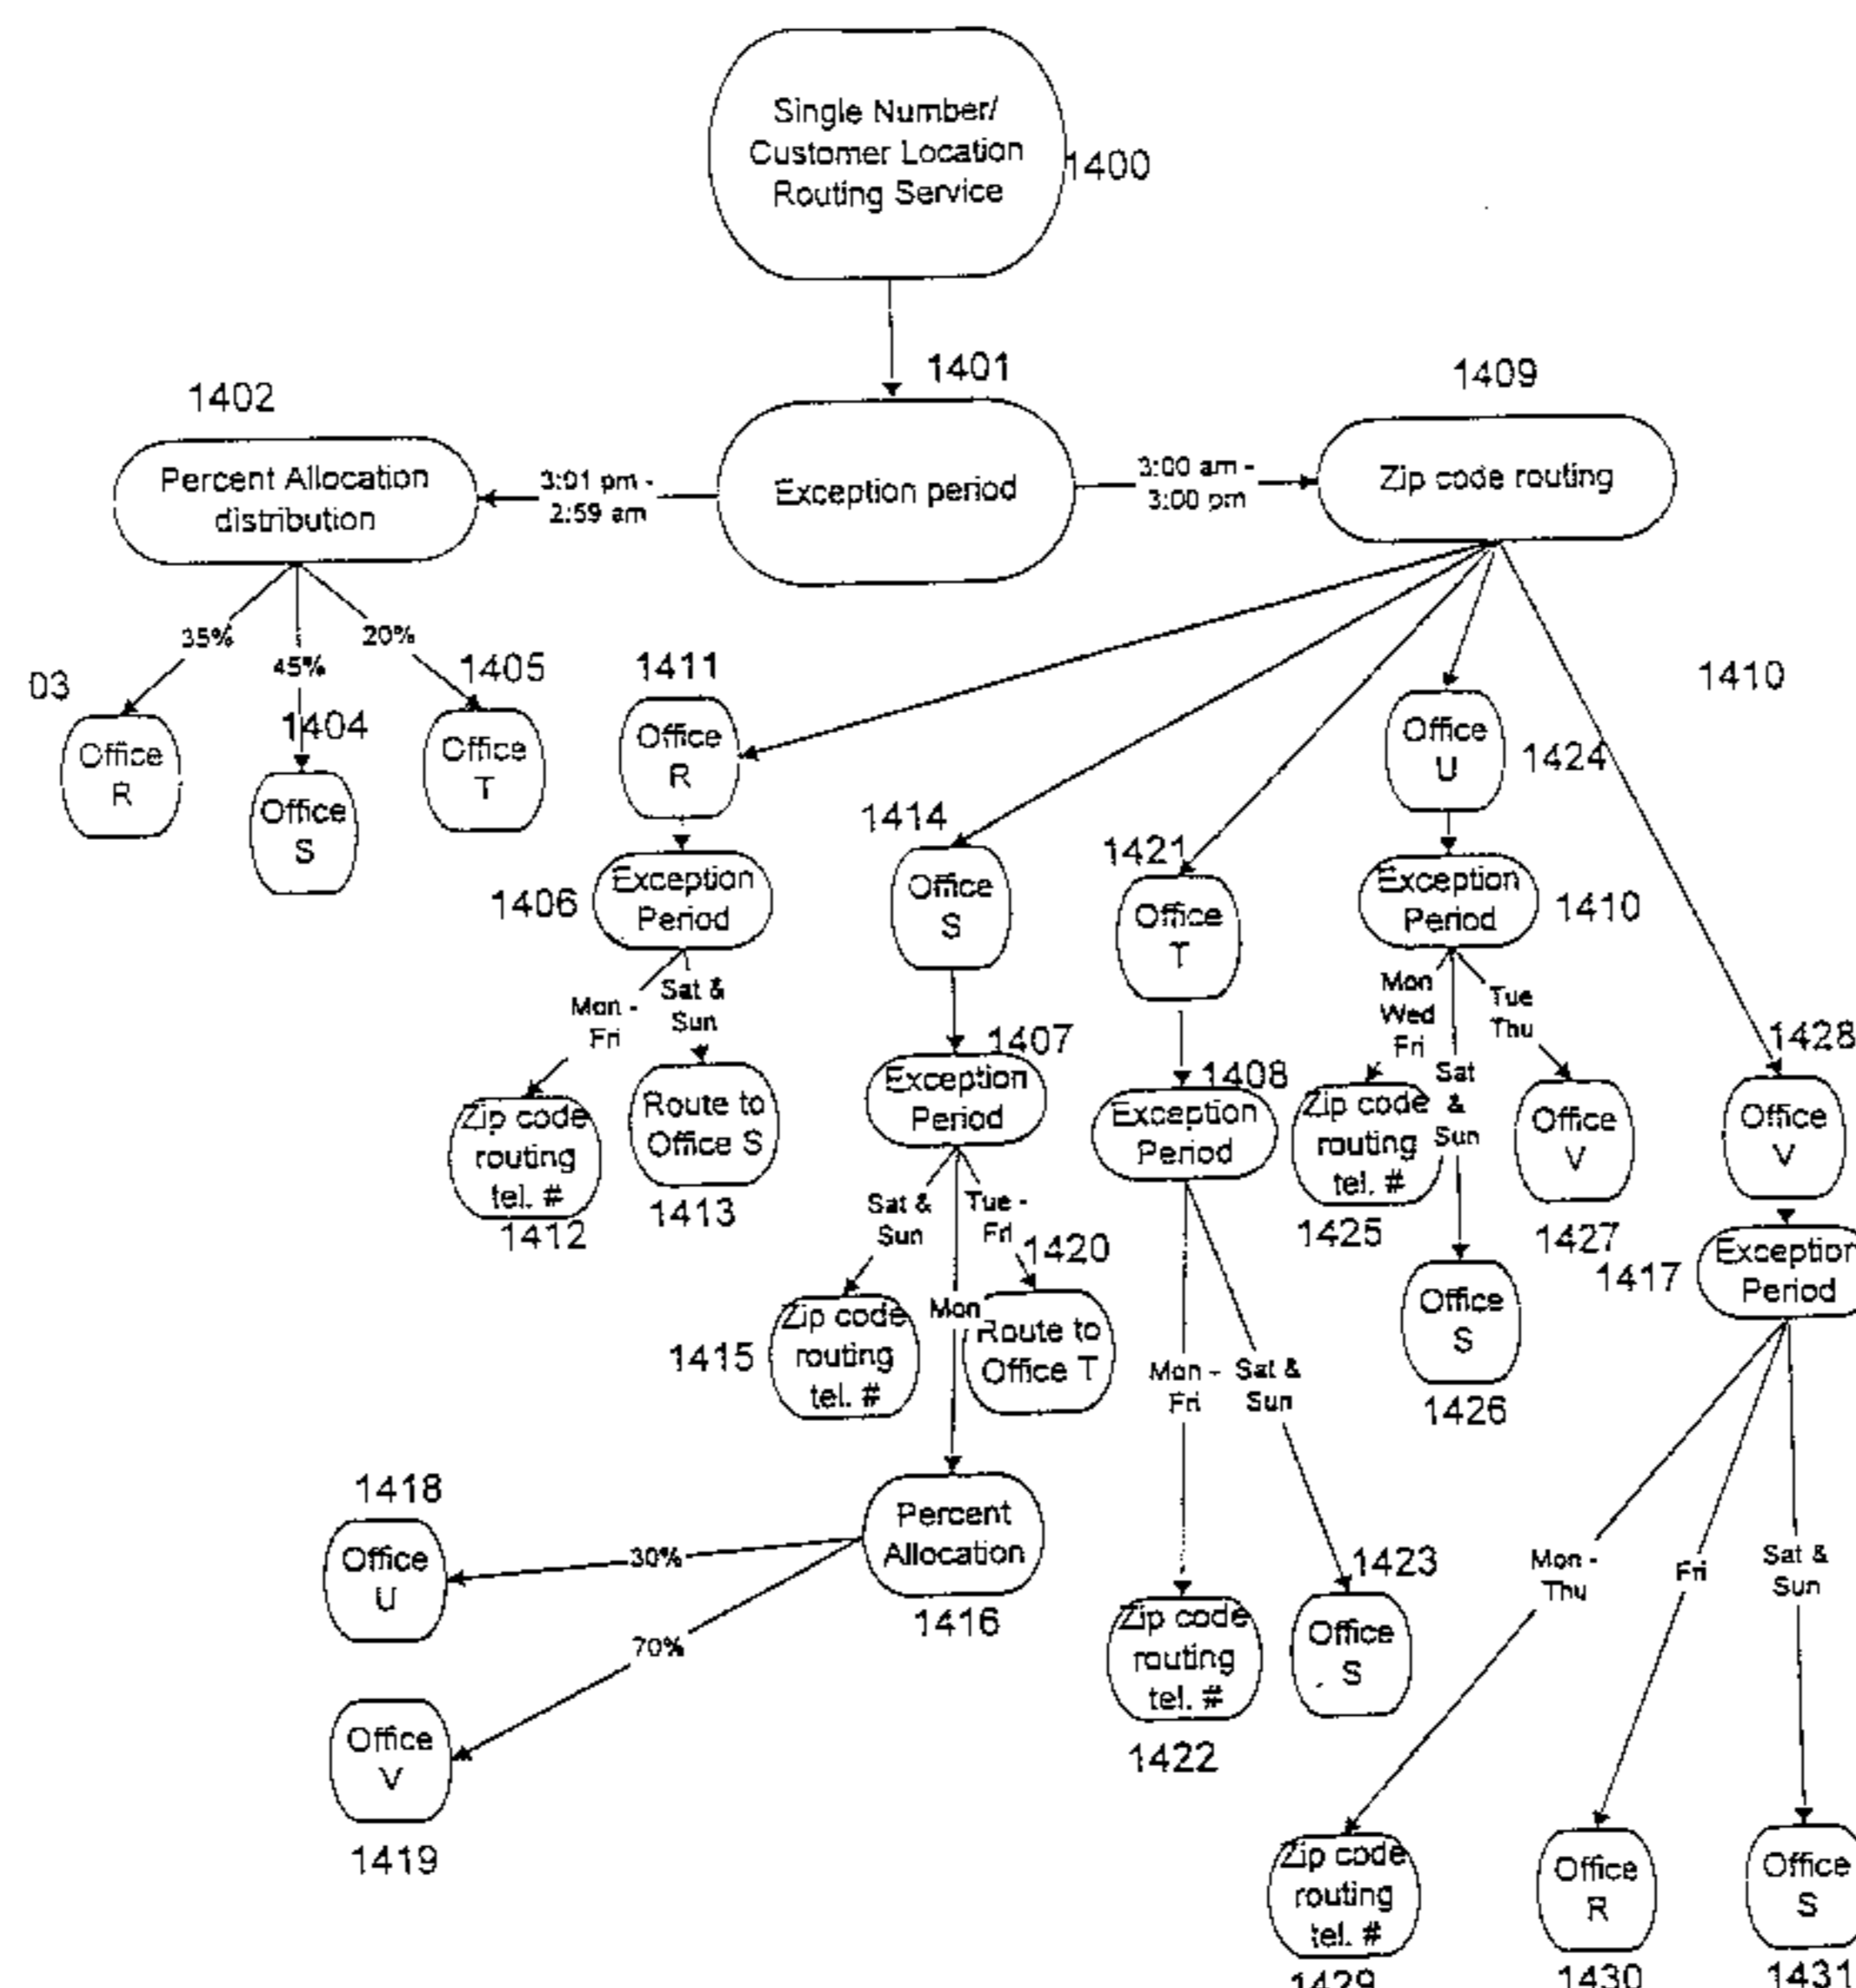 Single Number/
Customer Location
Routing Service
1400
1401
1402
1409
Percent Allocation
distribution
3:01 pm -
2:59 am
Exception period
3:00 am -
3:00 pm
Zip code routing
35%
45%
20%
03
1404
1405
1411
1410
Office
R
Office
S
Office
T
Office
R
Office
U
1424
1414
1421
1406
Exception
Period
Office
S
Office
T
Exception
Period
1410
Mon -
Fri
Sat &
Sun
Mon
Wed
Fri
Sat
&
Sun
Tue
Thu
1407
1408
1428
Zip code
routing
tel. #
1412
Route to
Office S
1413
Exception
Period
Exception
Period
Zip code
routing
tel. #
1425
Office
V
1427
Office
V
Sat &
Sun
Tue -
Fri
1420
Mon
1417
Exception
Period
1415
Zip code
routing
tel. #
Route to
Office T
Office
S
1426
Mon -
Fri
Sat &
Sun
1418
Office
U
30%
70%
Percent
Allocation
1416
1423
Mon -
Thu
Fri
Sat &
Sun
Zip code
routing
tel. #
1422
Office
S
Office
V
1419
Zip code
routing
tel. #
1429
Office
R
1430
Office
S
1431